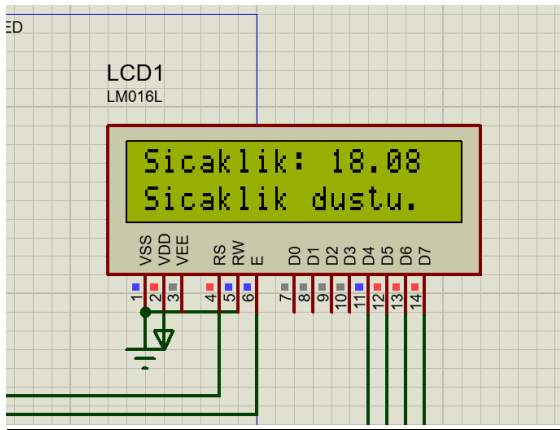 ED
LCD1
LM016L
Sicaklik: 18.08
Sicaklik dustu.
VSS VDD VEE RS RW E D0 D1 D2 D3 D4 D5 D6 D7
1 2 3 4 5 6 7 8 9 10 11 12 13 14